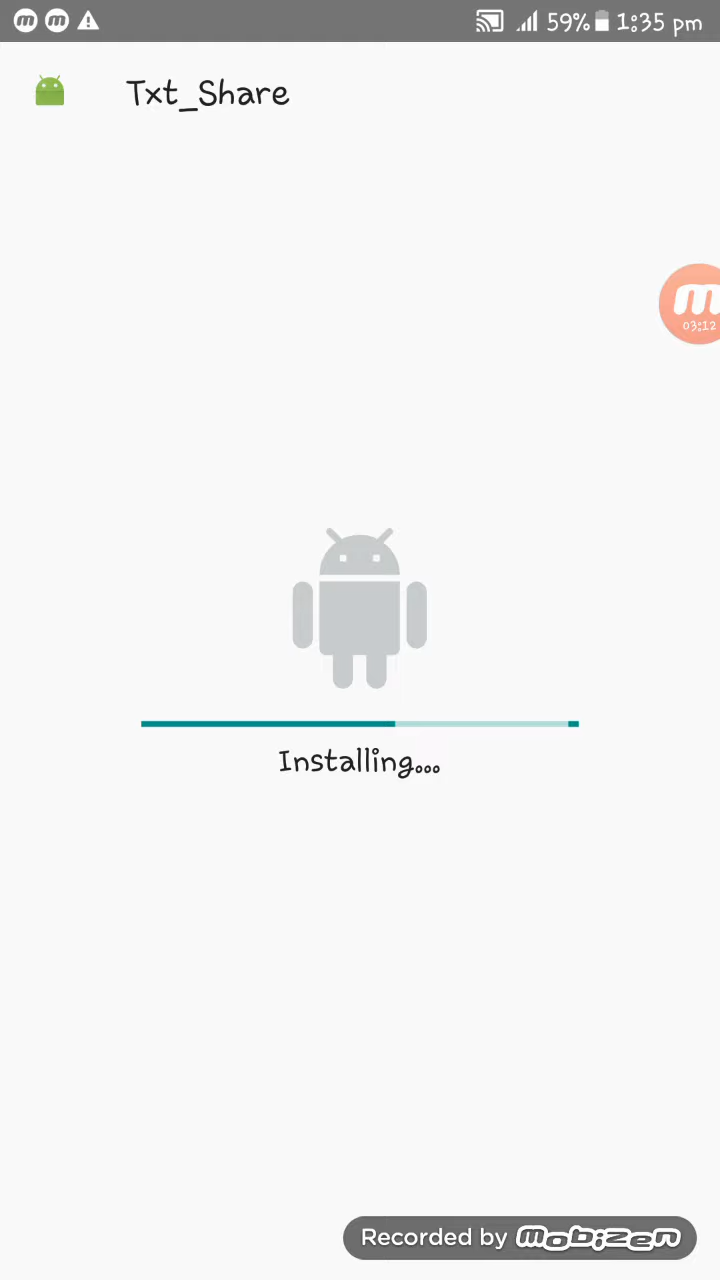 59% 1:35 pm
Txt_Share
m
03:12
Installing...
Recorded by mobizen